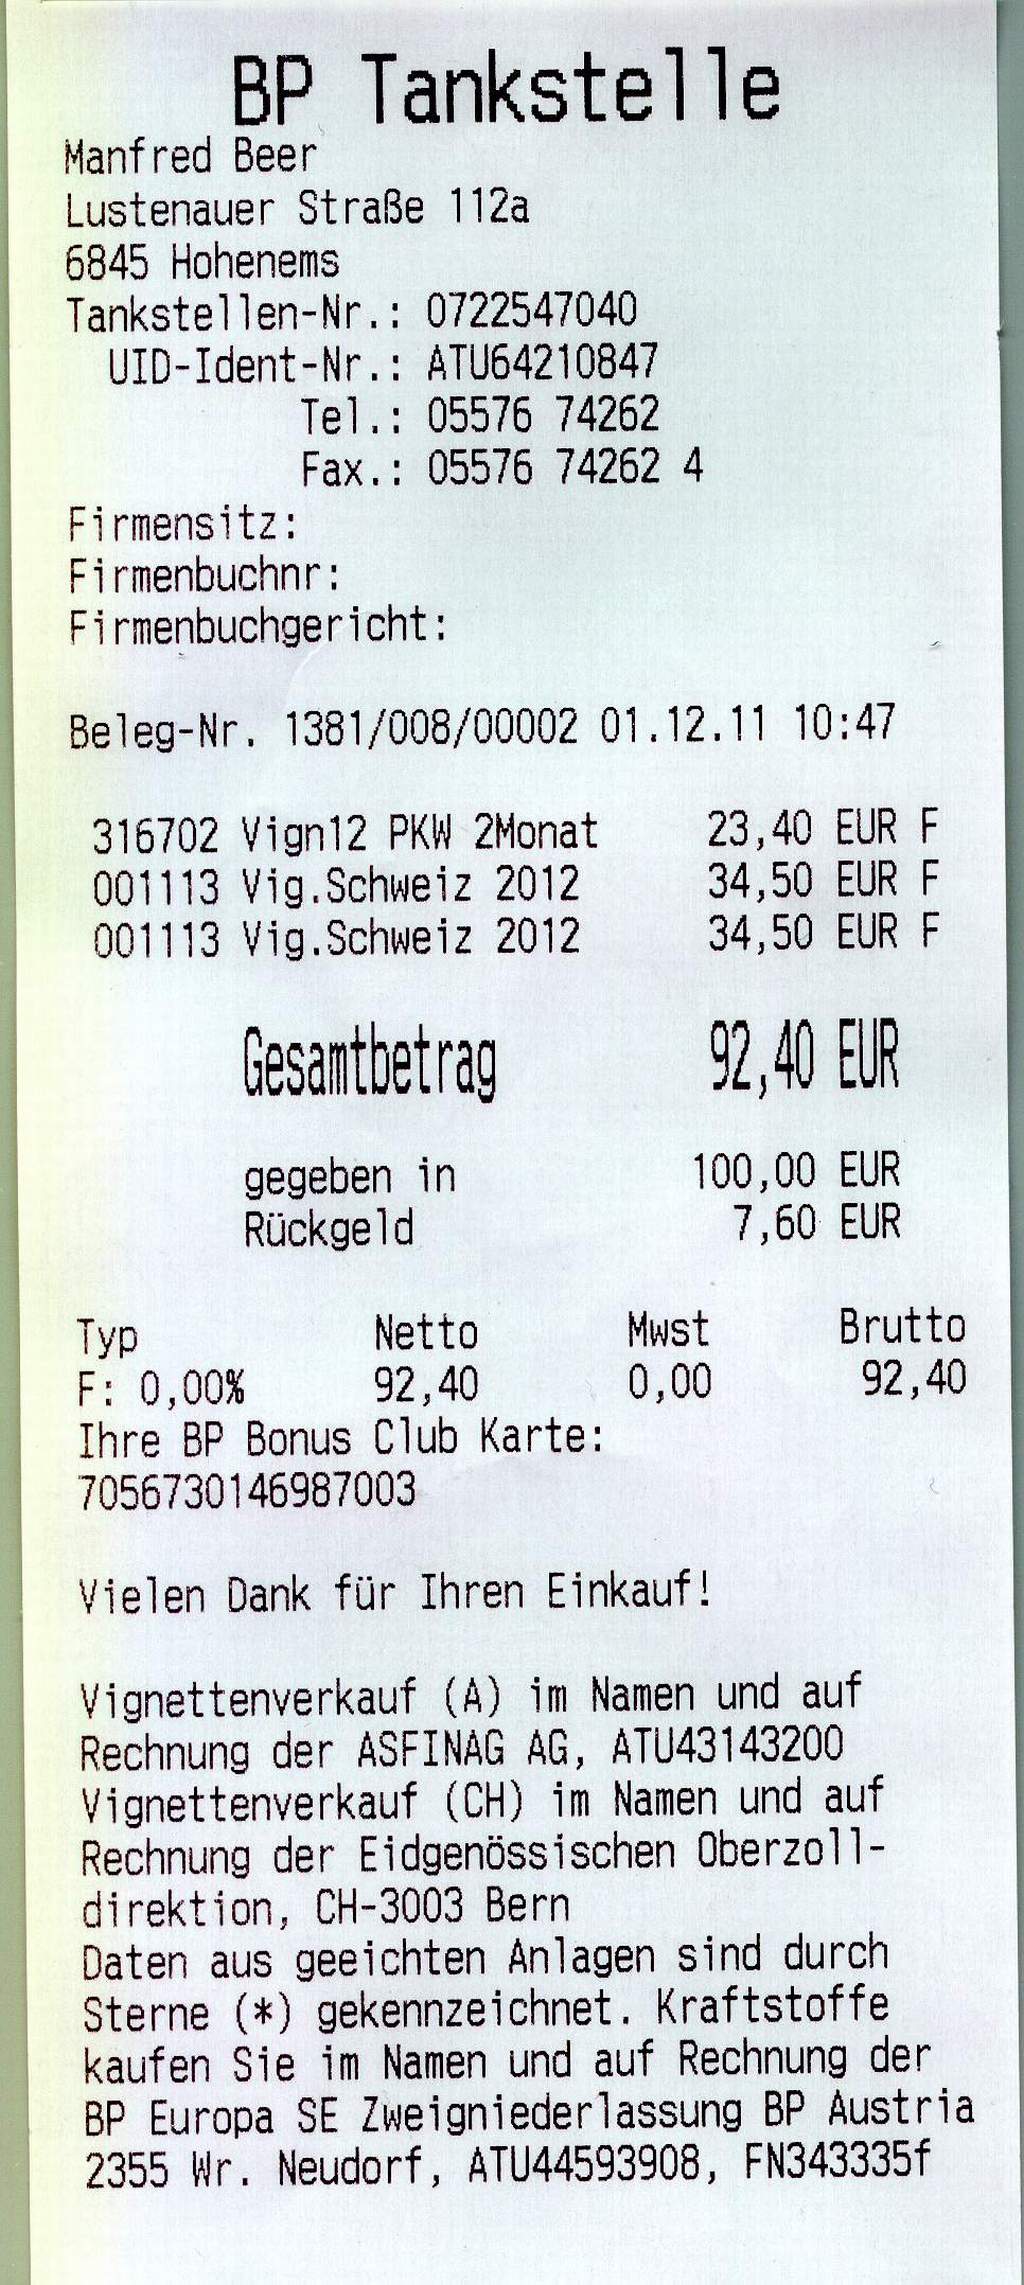 BP Tankstelle
Manfred Beer
Lustenauer Straße 112a
6845 Hohenems
Tankstellen-Nr.: 0722547040
UID-Ident-Nr.: ATU64210847
Tel.: 05576 74262
Fax.: 05576 74262 4
Firmensitz:
Firmenbuchnr:
Firmenbuchgericht:
Beleg-Nr. 1381/008/00002 01.12.11 10:47
316702 Vign12 PKW 2Monat 23,40 EUR F
001113 Vig.Schweiz 2012 34,50 EUR F
001113 Vig.Schweiz 2012 34,50 EUR F
Gesamtbetrag 92,40 EUR
gegeben in 100,00 EUR
Rückgeld 7,60 EUR
Typ Netto Mwst Brutto
F: 0,00% 92,40 0,00 92,40
Ihre BP Bonus Club Karte:
7056730146987003
Vielen Dank für Ihren Einkauf!
Vignettenverkauf (A) im Namen und auf
Rechnung der ASFINAG AG, ATU43143200
Vignettenverkauf (CH) im Namen und auf
Rechnung der Eidgenössischen Oberzoll-
direktion, CH-3003 Bern
Daten aus geeichten Anlagen sind durch
Sterne (*) gekennzeichnet. Kraftstoffe
kaufen Sie im Namen und auf Rechnung der
BP Europa SE Zweigniederlassung BP Austria
2355 Wr. Neudorf, ATU44593908, FN343335f